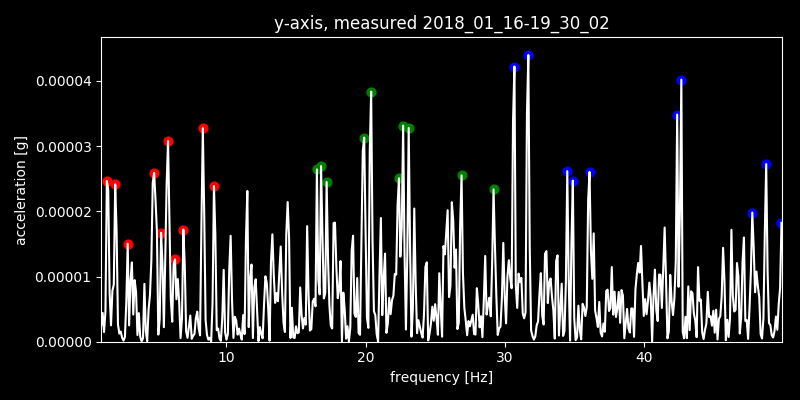 y-axis, measured 2018_01_16-19_30_02
0.00004
0.00003
0.00002
0.00001
0.00000
acceleration [g]
10 20 30 40
frequency [Hz]